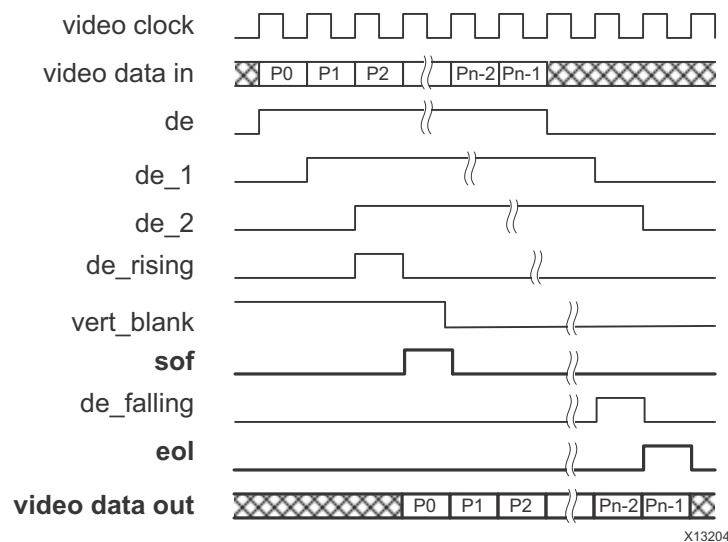 video clock
video data in P0 P1 P2 Pn-2 Pn-1
de
de_1
de_2
de_rising
vert_blank
sof
de_falling
eol
video data out P0 P1 P2 Pn-2 Pn-1
X13204